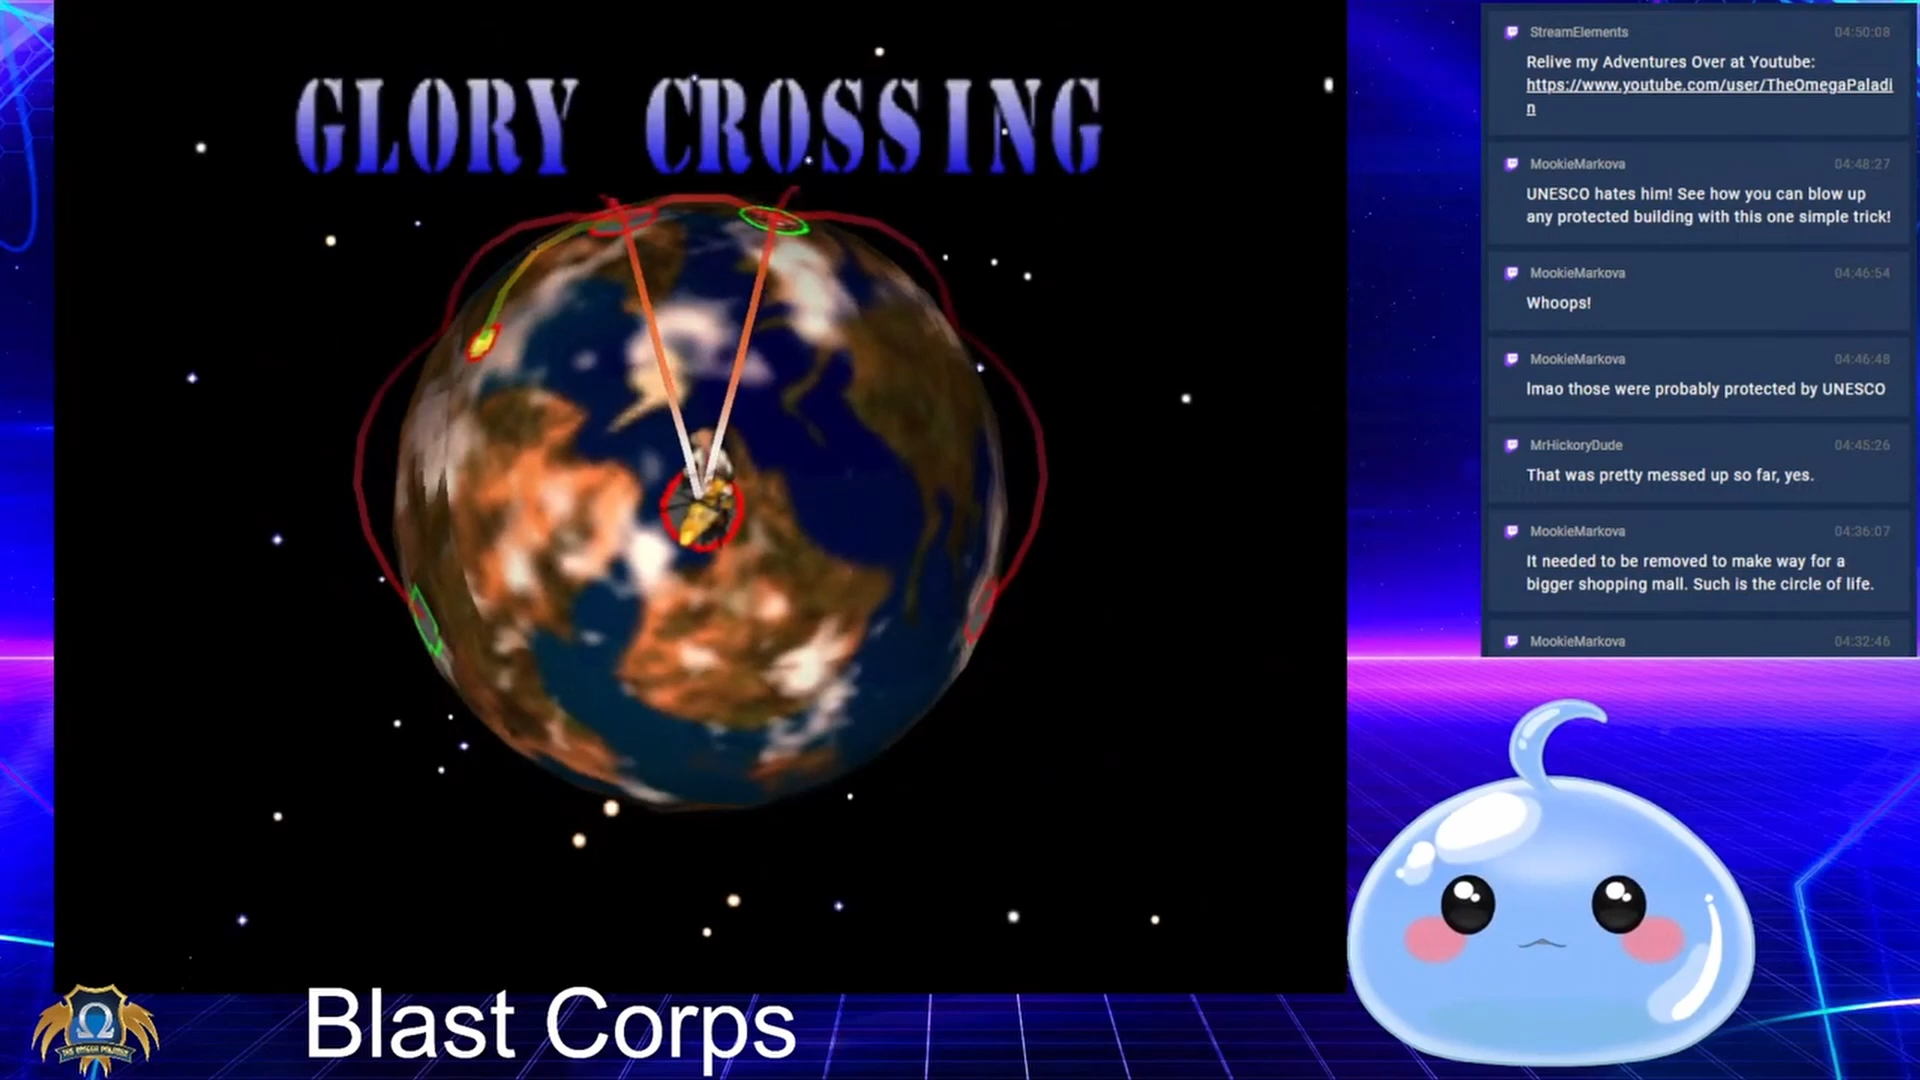 GLORY CROSSING
StreamElements 04:50:08
Relive my Adventures Over at Youtube:
https://www.youtube.com/user/TheOmegaPaladi
n
MookieMarkova 04:48:27
UNESCO hates him! See how you can blow up
any protected building with this one simple trick!
MookieMarkova 04:46:54
Whoops!
MookieMarkova 04:46:48
lmao those were probably protected by UNESCO
MrHickoryDude 04:45:26
That was pretty messed up so far, yes.
MookieMarkova 04:36:07
It needed to be removed to make way for a
bigger shopping mall. Such is the circle of life.
MookieMarkova 04:32:46
Ω
THE OMEGA PALADIN
Blast Corps